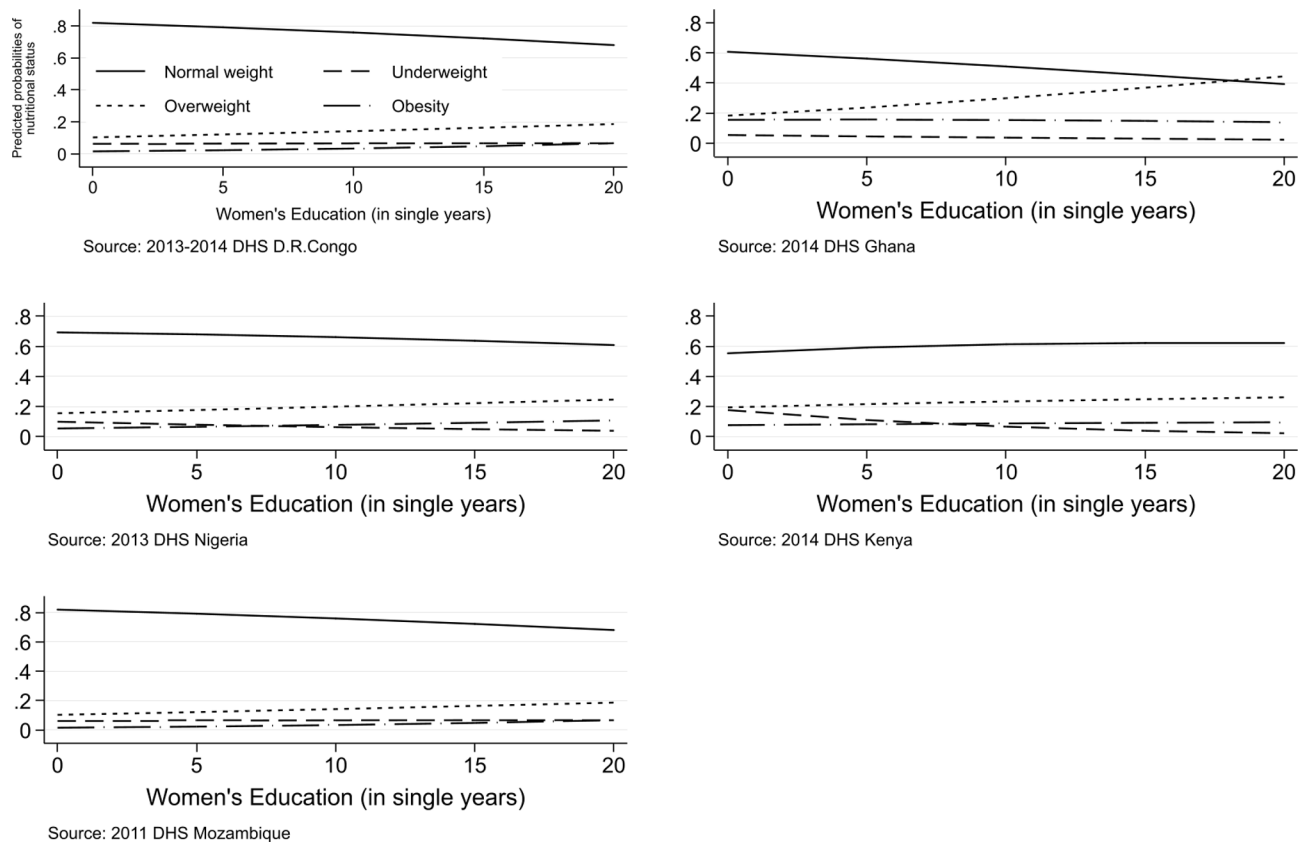 Predicted probabilities of
nutritional status
.8
.6
.4
.2
0
Normal weight
Underweight
Overweight
Obesity
0 5 10 15 20
Women's Education (in single years)
Source: 2013-2014 DHS D.R.Congo
.8
.6
.4
.2
0
0 5 10 15 20
Women's Education (in single years)
Source: 2014 DHS Ghana
.8
.6
.4
.2
0
0 5 10 15 20
Women's Education (in single years)
Source: 2013 DHS Nigeria
.8
.6
.4
.2
0
0 5 10 15 20
Women's Education (in single years)
Source: 2014 DHS Kenya
.8
.6
.4
.2
0
0 5 10 15 20
Women's Education (in single years)
Source: 2011 DHS Mozambique